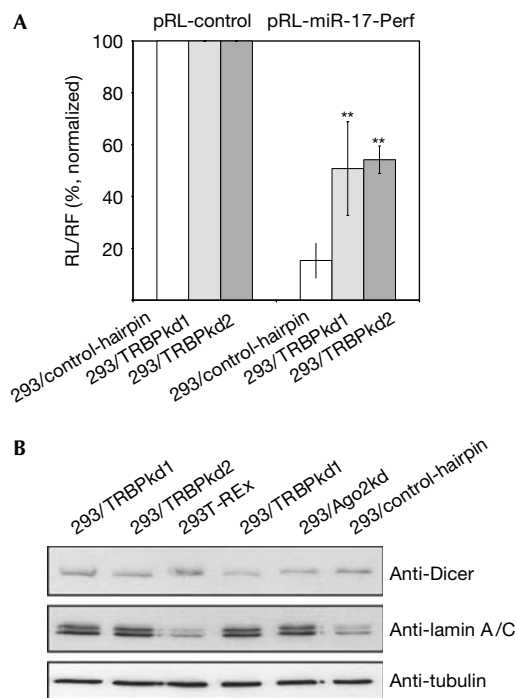 A
pRL-control pRL-miR-17-Perf
100
80
60
40
20
RL/RF (%, normalized)
**
**
293/control-hairpin
293/TRBPkd1
293/TRBPkd2
293/control-hairpin
293/TRBPkd1
293/TRBPkd2
B
293/TRBPkd1
293/TRBPkd2
293T-REx
293/TRBPkd1
293/Ago2kd
293/control-hairpin
Anti-Dicer
Anti-lamin A/C
Anti-tubulin